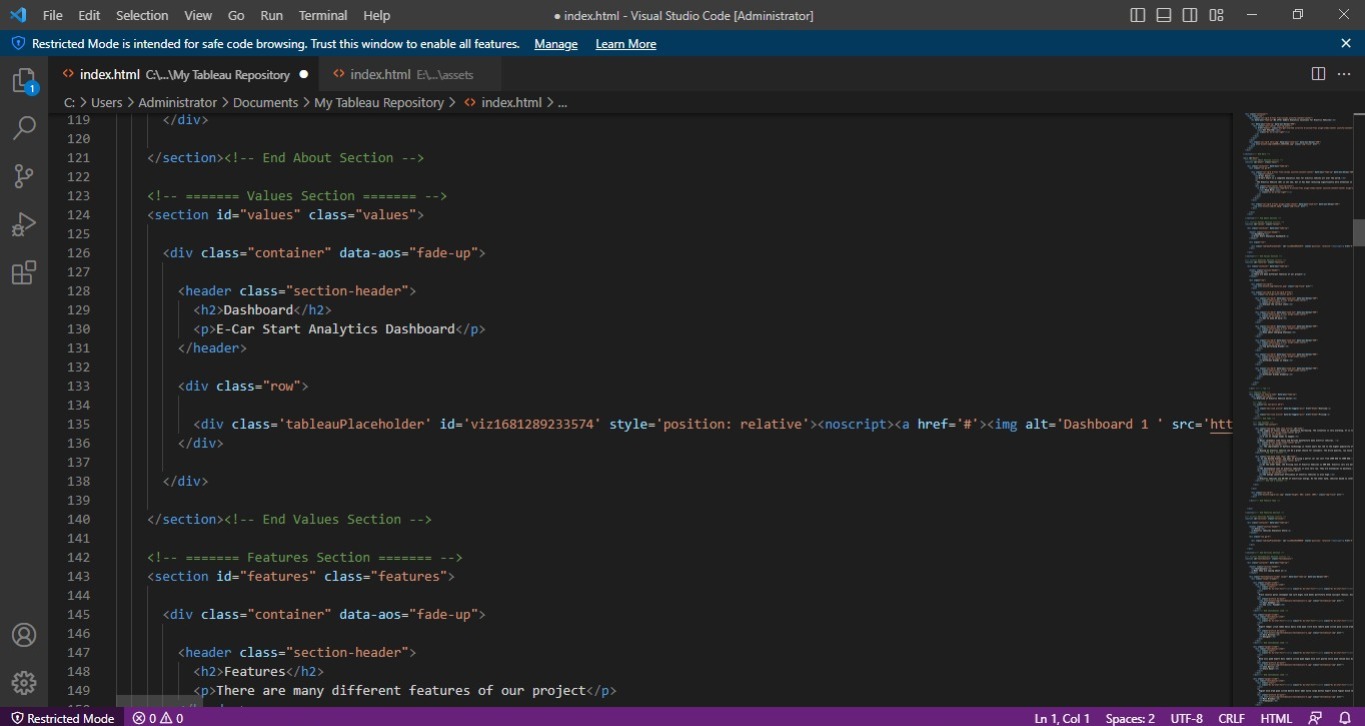 File Edit Selection View Go Run Terminal Help ● index.html - Visual Studio Code [Administrator]
Restricted Mode is intended for safe code browsing. Trust this window to enable all features. Manage Learn More
1
index.html C:\...\My Tableau Repository ● index.html E:\...\assets
C: > Users > Administrator > Documents > My Tableau Repository > index.html > ...
119 </div>
120
121 </section><!-- End About Section -->
122
123 <!-- ======= Values Section ======= -->
124 <section id="values" class="values">
125
126 <div class="container" data-aos="fade-up">
127
128 <header class="section-header">
129 <h2>Dashboard</h2>
130 <p>E-Car Start Analytics Dashboard</p>
131 </header>
132
133 <div class="row">
134
135 <div class='tableauPlaceholder' id='viz1681289233574' style='position: relative'><noscript><a href='#'><img alt='Dashboard 1 ' src='htt
136 </div>
137
138 </div>
139
140 </section><!-- End Values Section -->
141
142 <!-- ======= Features Section ======= -->
143 <section id="features" class="features">
144
145 <div class="container" data-aos="fade-up">
146
147 <header class="section-header">
148 <h2>Features</h2>
149 <p>There are many different features of our project</p>
Restricted Mode 0 0 Ln 1, Col 1 Spaces: 2 UTF-8 CRLF HTML